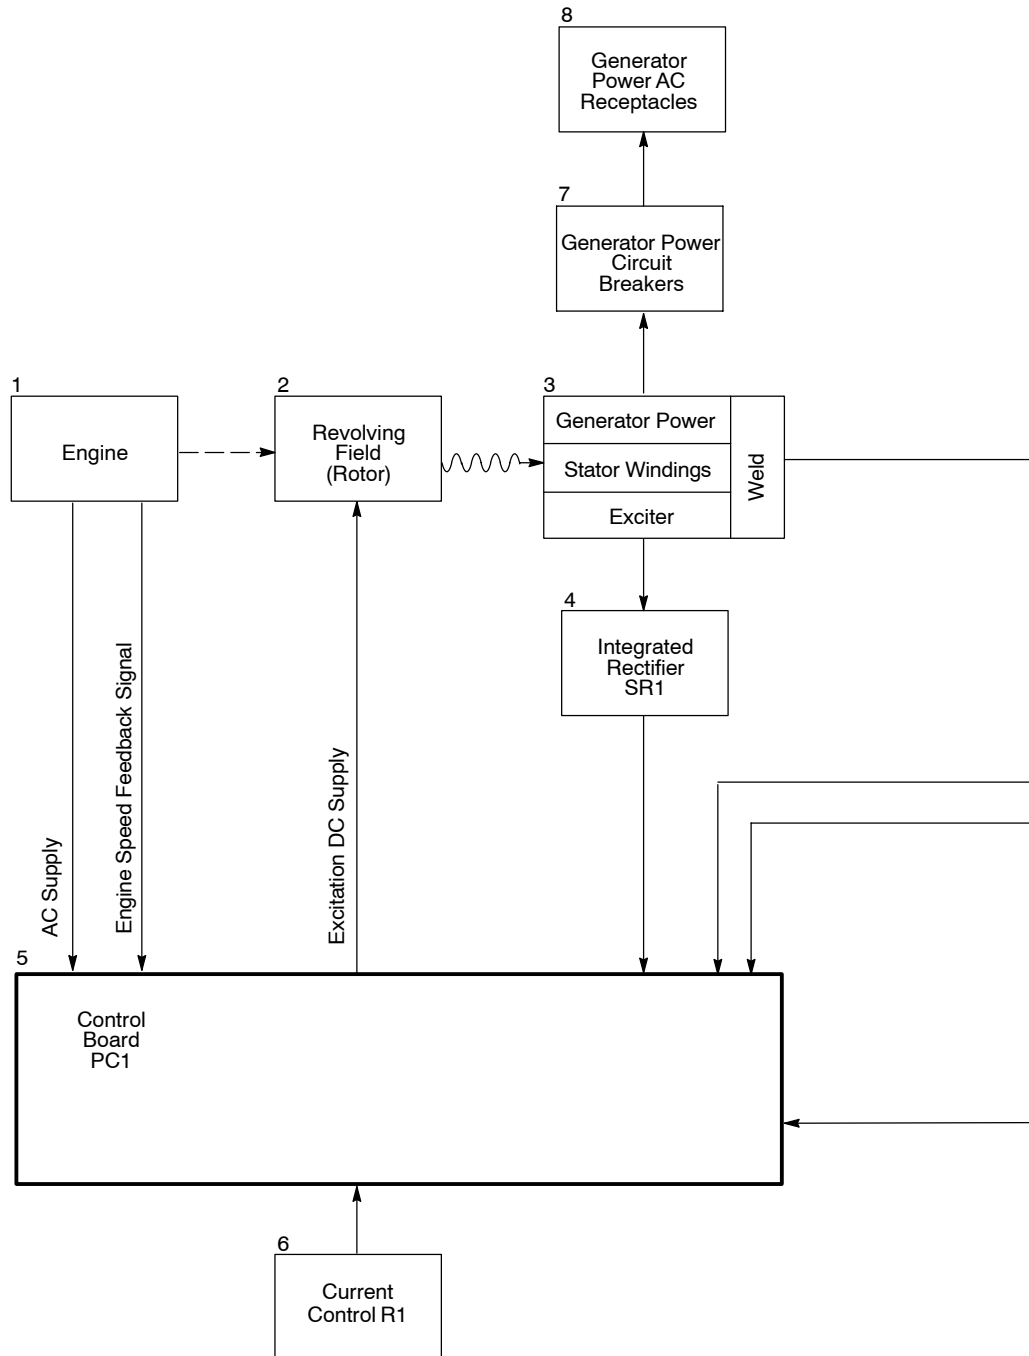 8
Generator
Power AC
Receptacles
7
Generator Power
Circuit
Breakers
1
Engine
2
Revolving
Field
(Rotor)
3
Generator Power
Stator Windings
Exciter
Weld
4
Integrated
Rectifier
SR1
AC Supply
Engine Speed Feedback Signal
Excitation DC Supply
5
Control
Board
PC1
6
Current
Control R1